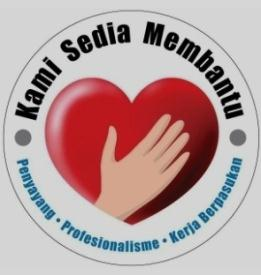 Kami Sedia Membantu
Penyayang • Profesionalisme • Kerja Berpasukan